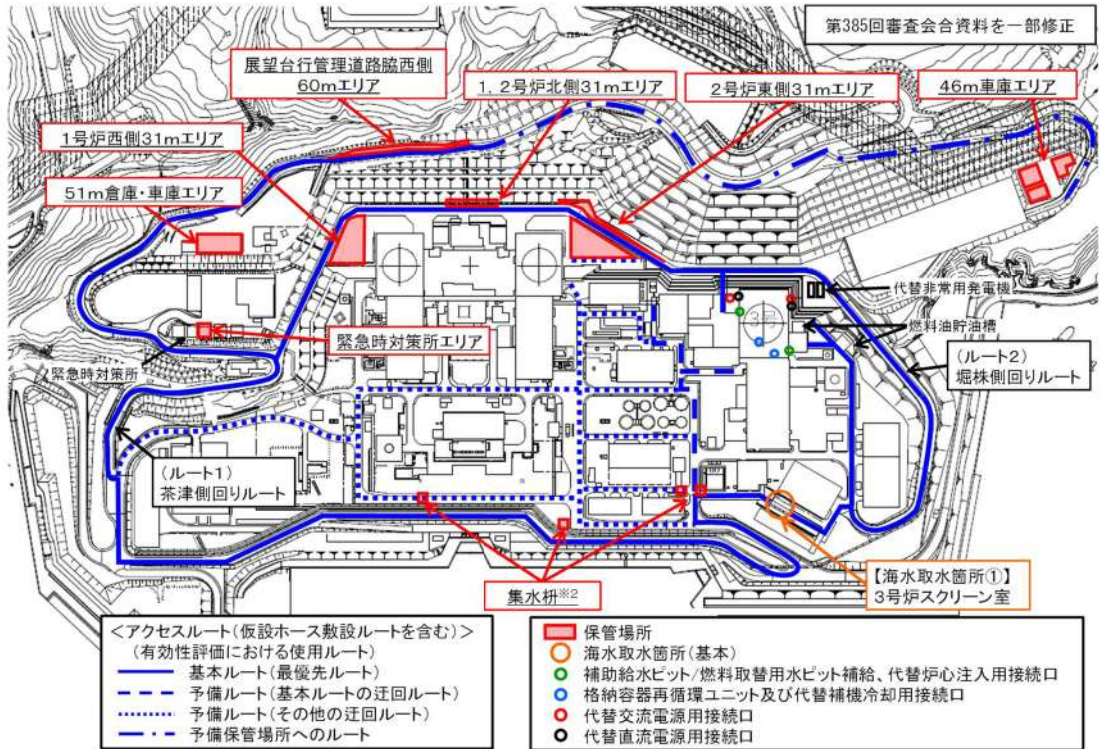 第385回審査会合資料を一部修正
展望台行管理道路脇西側
60mエリア
1，2号炉北側31mエリア
2号炉東側31mエリア
46m車庫エリア
1号炉西側31mエリア
51m倉庫・車庫エリア
代替非常用発電機
3号
燃料油貯油槽
緊急時対策所エリア
緊急時対策所
（ルート2）
堀株側回りルート
（ルート1）
茶津側回りルート
集水枡※2
【海水取水箇所①】
3号炉スクリーン室
＜アクセスルート（仮設ホース敷設ルートを含む）＞
（有効性評価における使用ルート）
基本ルート（最優先ルート）
予備ルート（基本ルートの迂回ルート）
予備ルート（その他の迂回ルート）
予備保管場所へのルート
保管場所
海水取水箇所（基本）
補助給水ピット/燃料取替用水ピット補給、代替炉心注入用接続口
格納容器再循環ユニット及び代替補機冷却用接続口
代替交流電源用接続口
代替直流電源用接続口